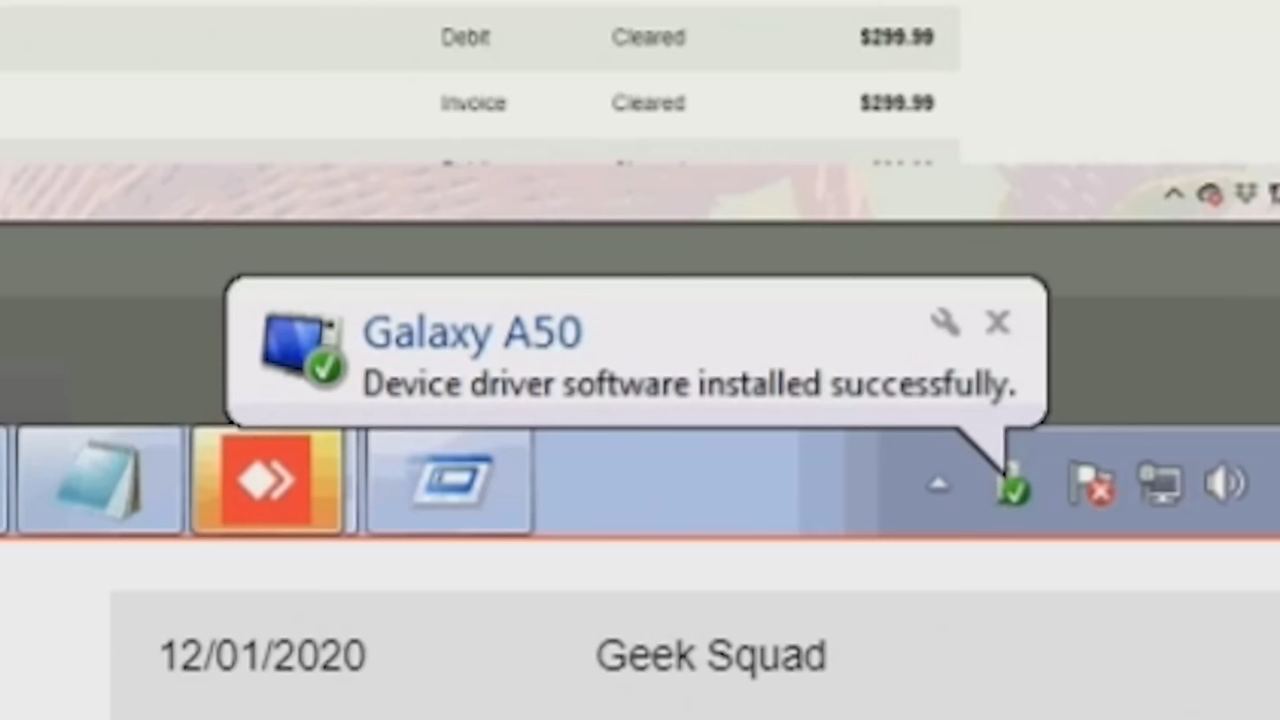 Debit Cleared $299.99
Invoice Cleared $299.99
Galaxy A50
Device driver software installed successfully.
12/01/2020 Geek Squad